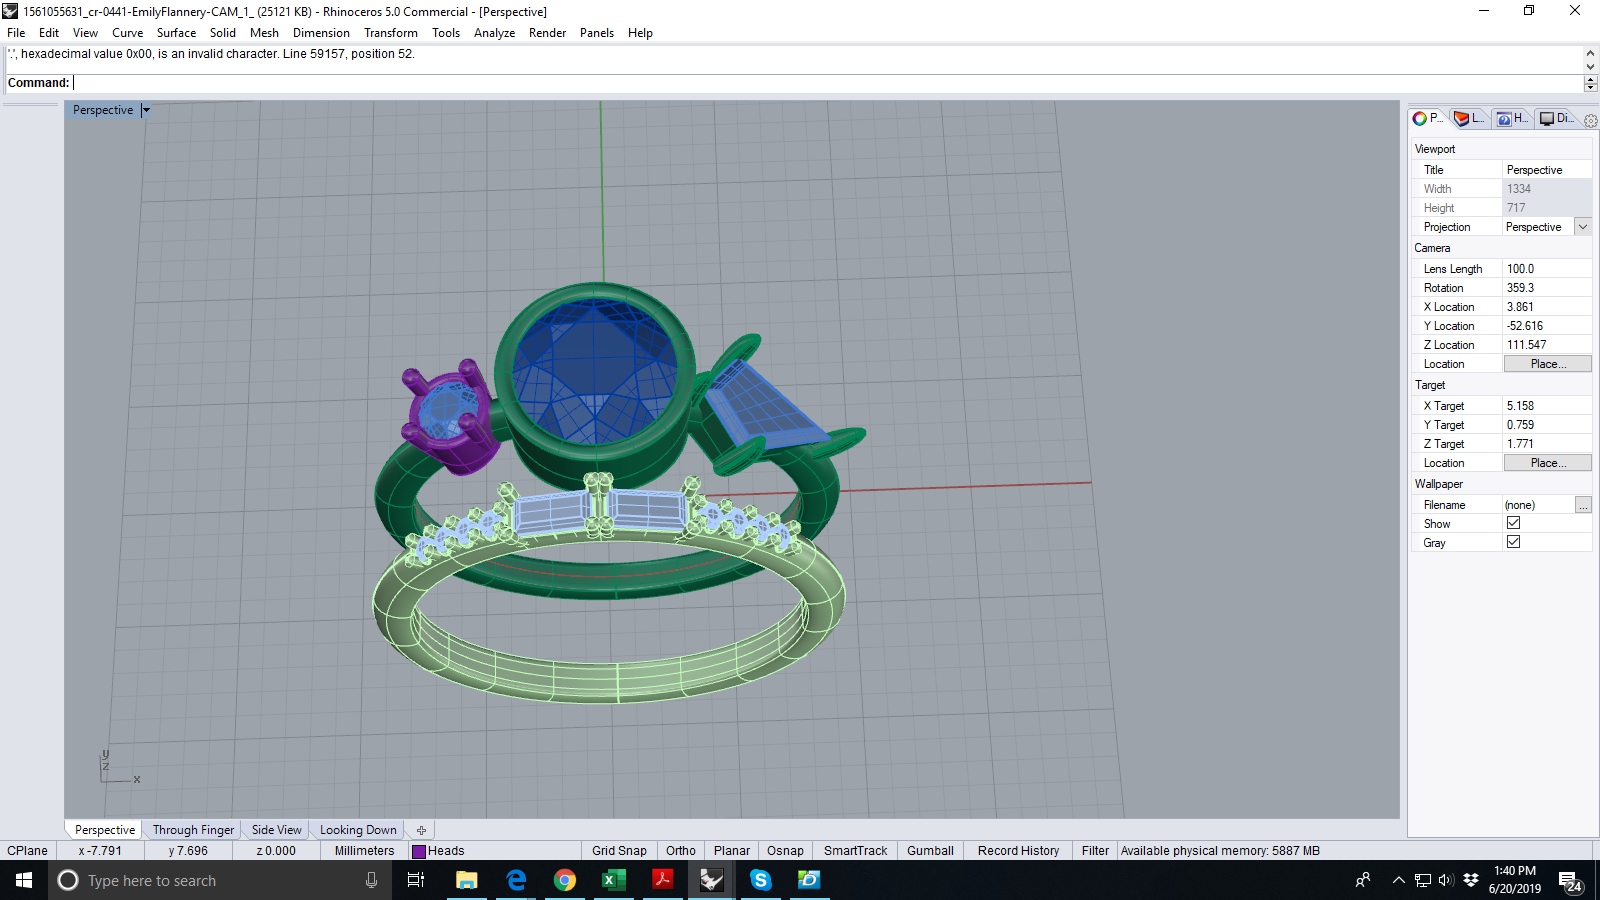 1561055631_cr-0441-EmilyFlannery-CAM_1_ (25121 KB) - Rhinoceros 5.0 Commercial - [Perspective]
File Edit View Curve Surface Solid Mesh Dimension Transform Tools Analyze Render Panels Help
'.', hexadecimal value 0x00, is an invalid character. Line 59157, position 52.
Command:
Perspective
P... L... H... Di...
Viewport
Title Perspective
Width 1334
Height 717
Projection Perspective
Camera
Lens Length 100.0
Rotation 359.3
X Location 3.861
Y Location -52.616
Z Location 111.547
Location Place...
Target
X Target 5.158
Y Target 0.759
Z Target 1.771
Location Place...
Wallpaper
Filename (none) ...
Show
Gray
y
z
x
Perspective Through Finger Side View Looking Down
CPlane x -7.791 y 7.696 z 0.000 Millimeters Heads Grid Snap Ortho Planar Osnap SmartTrack Gumball Record History Filter Available physical memory: 5887 MB
Type here to search
1:40 PM
6/20/2019
24